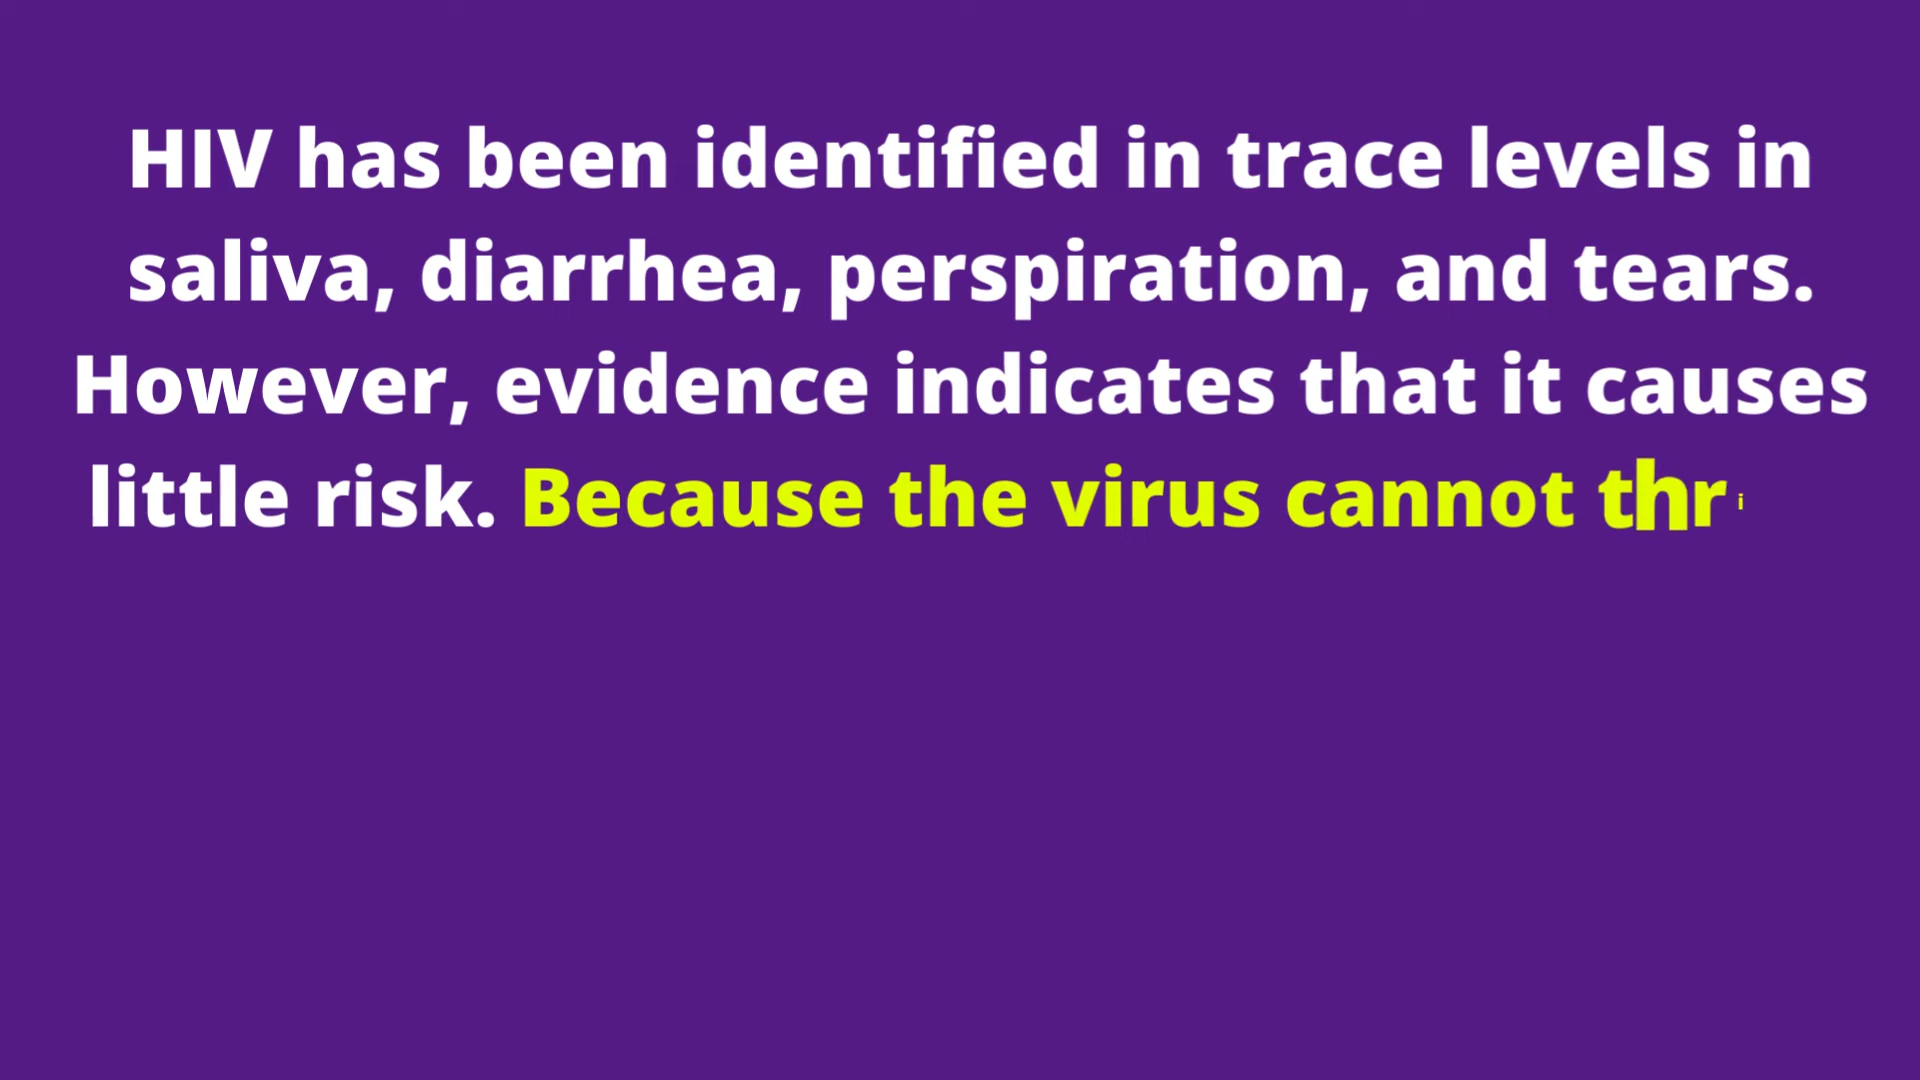 HIV has been identified in trace levels in
saliva, diarrhea, perspiration, and tears.
However, evidence indicates that it causes
little risk. Because the virus cannot thri